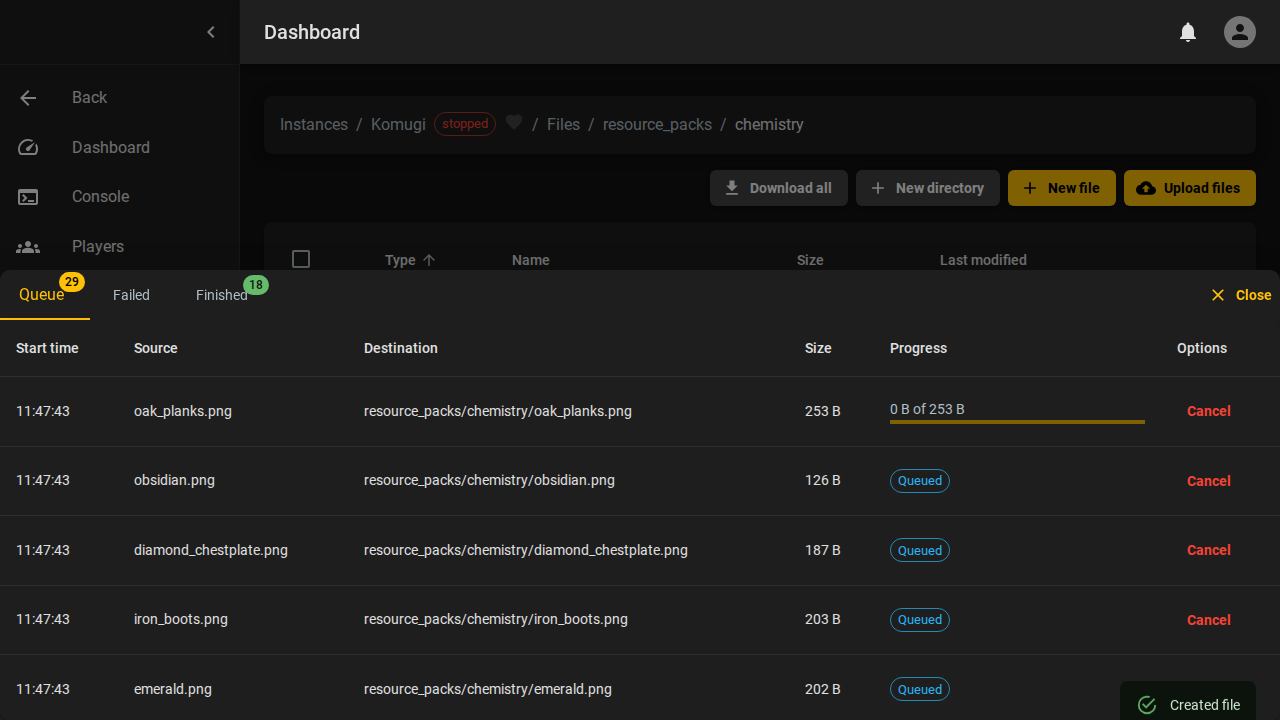 Dashboard
Back
Dashboard
Console
Players
Instances / Komugi stopped / Files / resource_packs / chemistry
Download all
New directory
New file
Upload files
Type Name Size Last modified
Queue 29
Failed
Finished 18
Close
Start time Source Destination Size Progress Options
11:47:43 oak_planks.png resource_packs/chemistry/oak_planks.png 253 B 0 B of 253 B Cancel
11:47:43 obsidian.png resource_packs/chemistry/obsidian.png 126 B Queued Cancel
11:47:43 diamond_chestplate.png resource_packs/chemistry/diamond_chestplate.png 187 B Queued Cancel
11:47:43 iron_boots.png resource_packs/chemistry/iron_boots.png 203 B Queued Cancel
11:47:43 emerald.png resource_packs/chemistry/emerald.png 202 B Queued
Created file